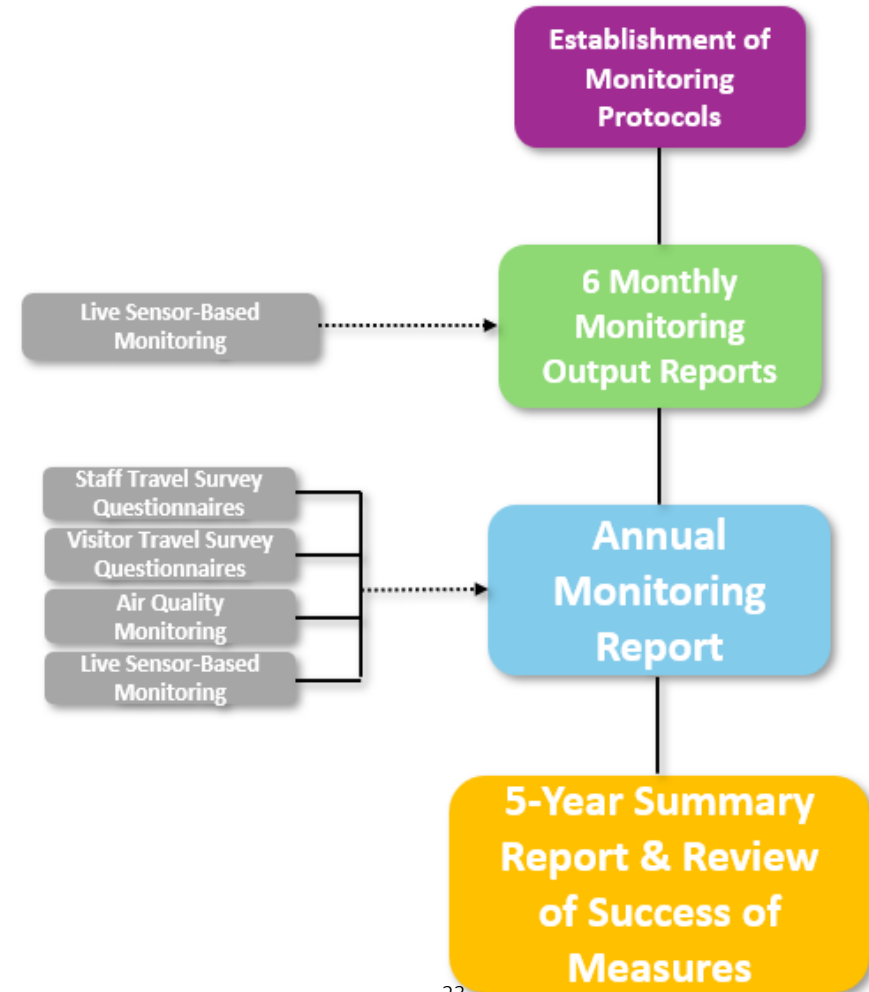 Establishment of
Monitoring
Protocols
6 Monthly
Monitoring
Output Reports
Live Sensor-Based
Monitoring
Staff Travel Survey
Questionnaires
Visitor Travel Survey
Questionnaires
Air Quality
Monitoring
Live Sensor-Based
Monitoring
Annual
Monitoring
Report
5-Year Summary
Report & Review
of Success of
Measures